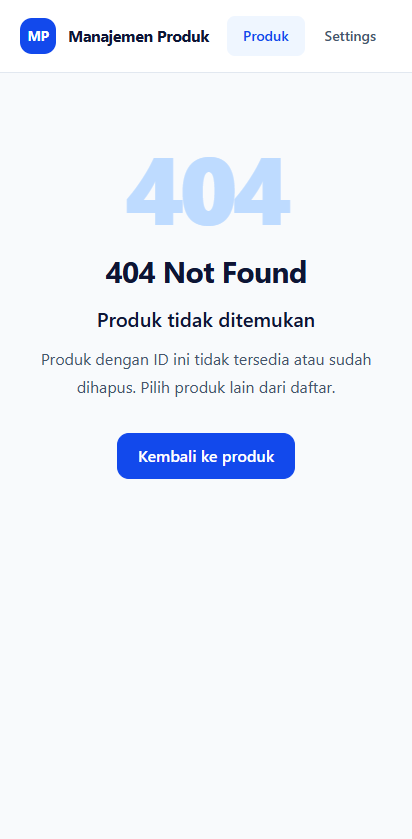 MP Manajemen Produk Produk Settings
404
404 Not Found
Produk tidak ditemukan
Produk dengan ID ini tidak tersedia atau sudah
dihapus. Pilih produk lain dari daftar.
Kembali ke produk